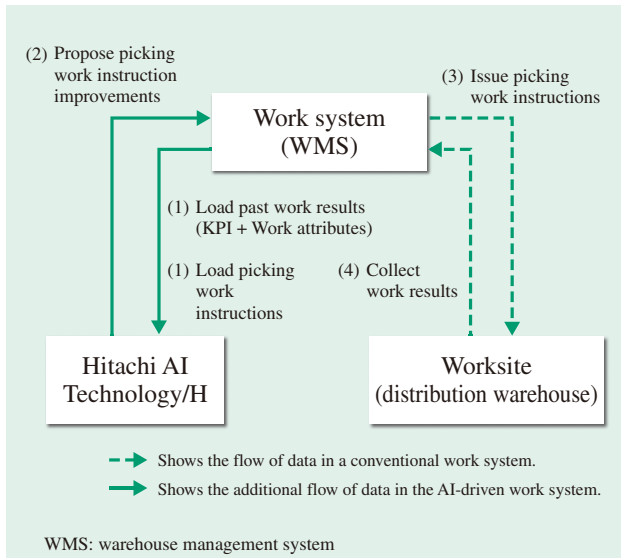 (2) Propose picking
work instruction
improvements
(3) Issue picking
work instructions
Work system
(WMS)
(1) Load past work results
(KPI + Work attributes)
(1) Load picking
work
instructions
(4) Collect
work results
Hitachi AI
Technology/H
Worksite
(distribution warehouse)
Shows the flow of data in a conventional work system.
Shows the additional flow of data in the AI-driven work system.
WMS: warehouse management system